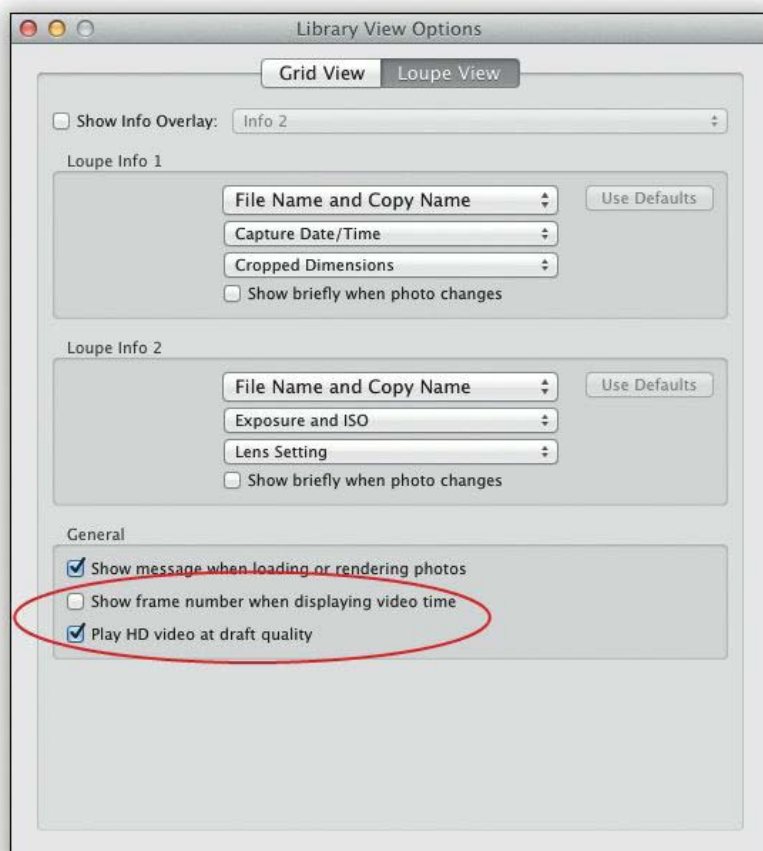 Library View Options
Grid View Loupe View
Show Info Overlay: Info 2
Loupe Info 1
File Name and Copy Name Use Defaults
Capture Date/Time
Cropped Dimensions
Show briefly when photo changes
Loupe Info 2
File Name and Copy Name Use Defaults
Exposure and ISO
Lens Setting
Show briefly when photo changes
General
Show message when loading or rendering photos
Show frame number when displaying video time
Play HD video at draft quality